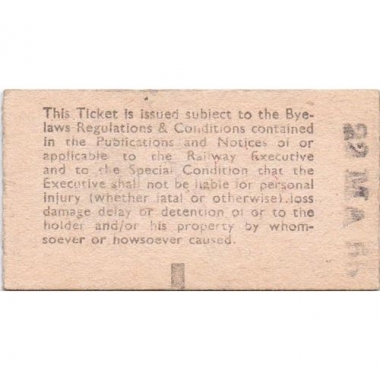 This Ticket is issued subject to the Bye-
laws Regulations & Conditions contained
in the Publications and Notices of or
applicable to the Railway Executive
and to the Special Condition that the
Executive shall not be liable for personal
injury (whether fatal or otherwise) loss
damage delay or detention of or to the
holder and/or his property by whom-
soever or howsoever caused.